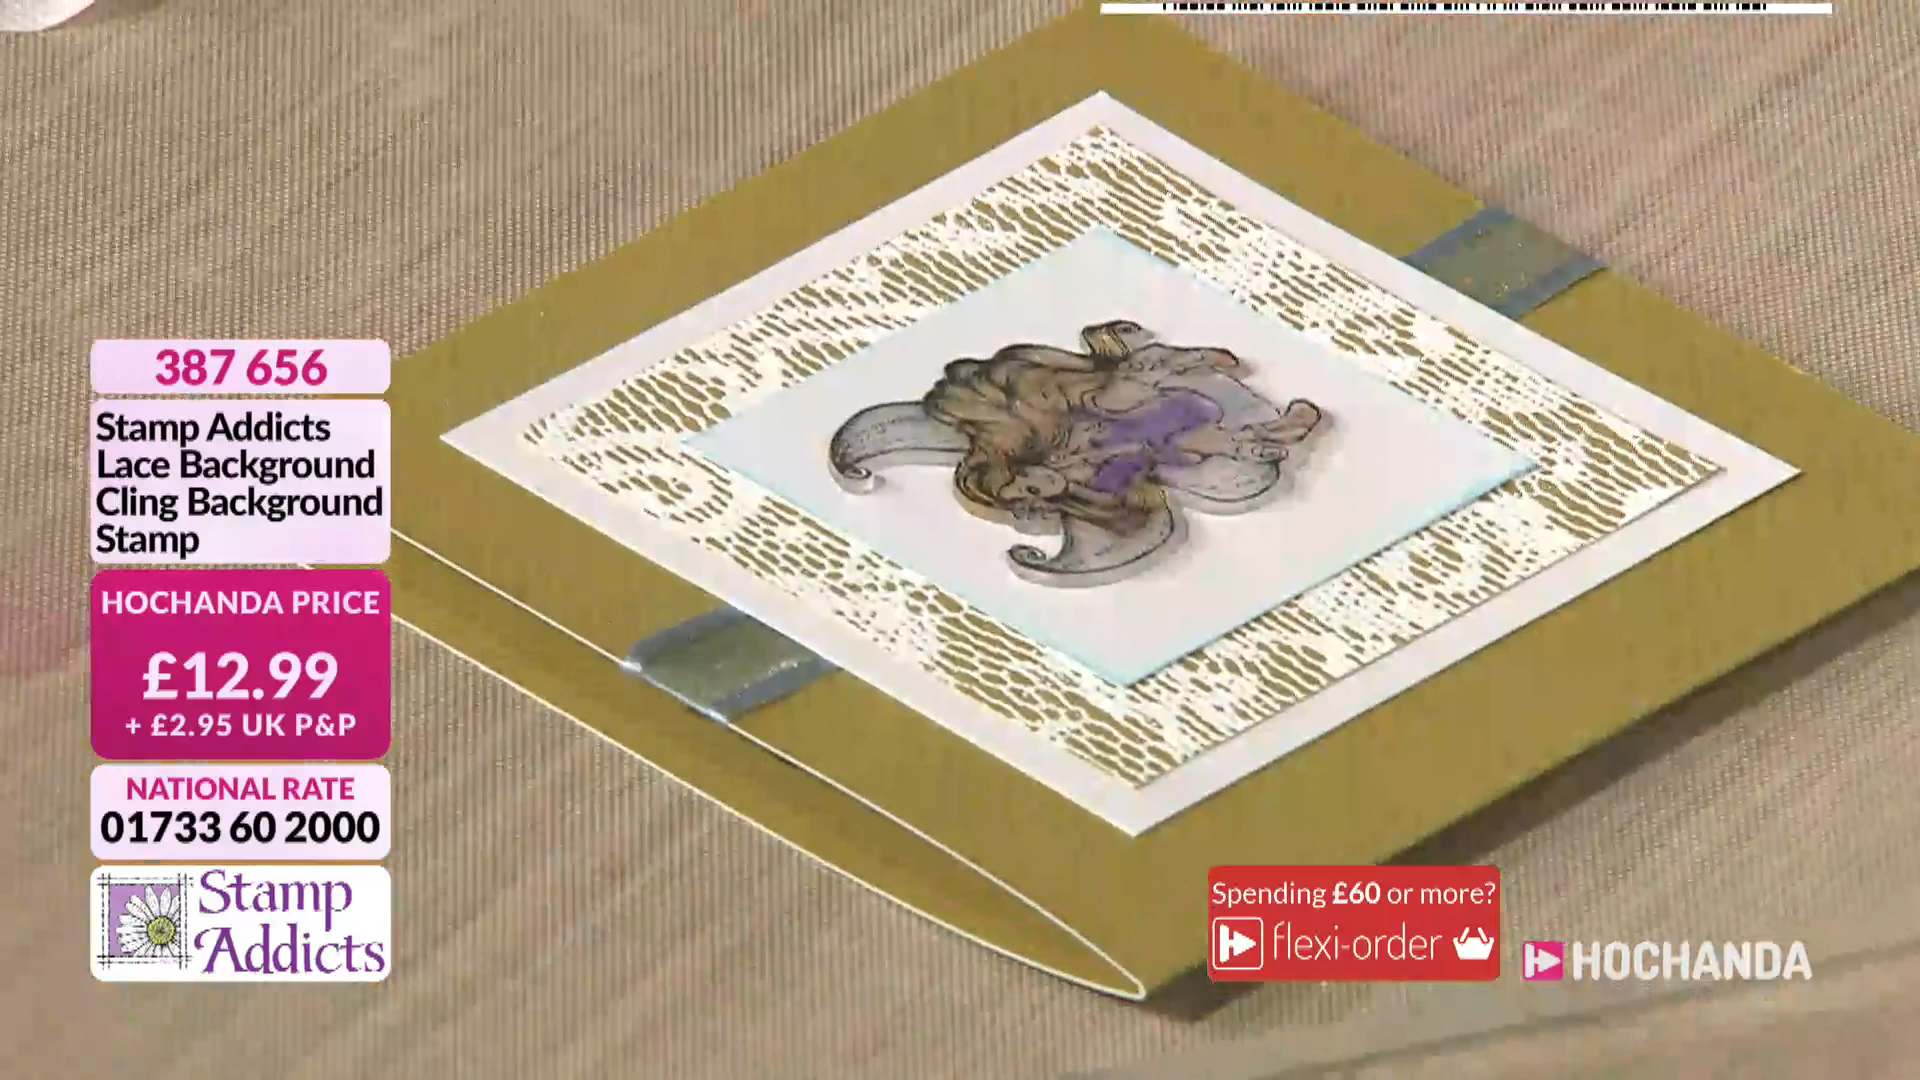 387 656
Stamp Addicts
Lace Background
Cling Background
Stamp
HOCHANDA PRICE
£12.99
+ £2.95 UK P&P
NATIONAL RATE
01733 60 2000
Stamp
Addicts
Spending £60 or more?
flexi-order
HOCHANDA